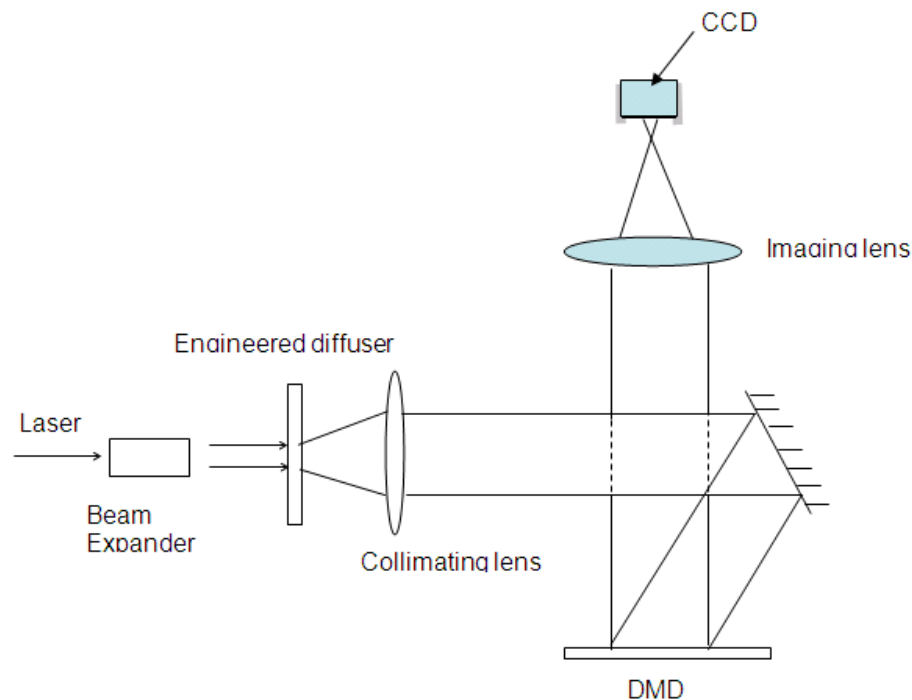 CCD
Imaging lens
Engineered diffuser
Laser
Beam
Expander
Collimating lens
DMD